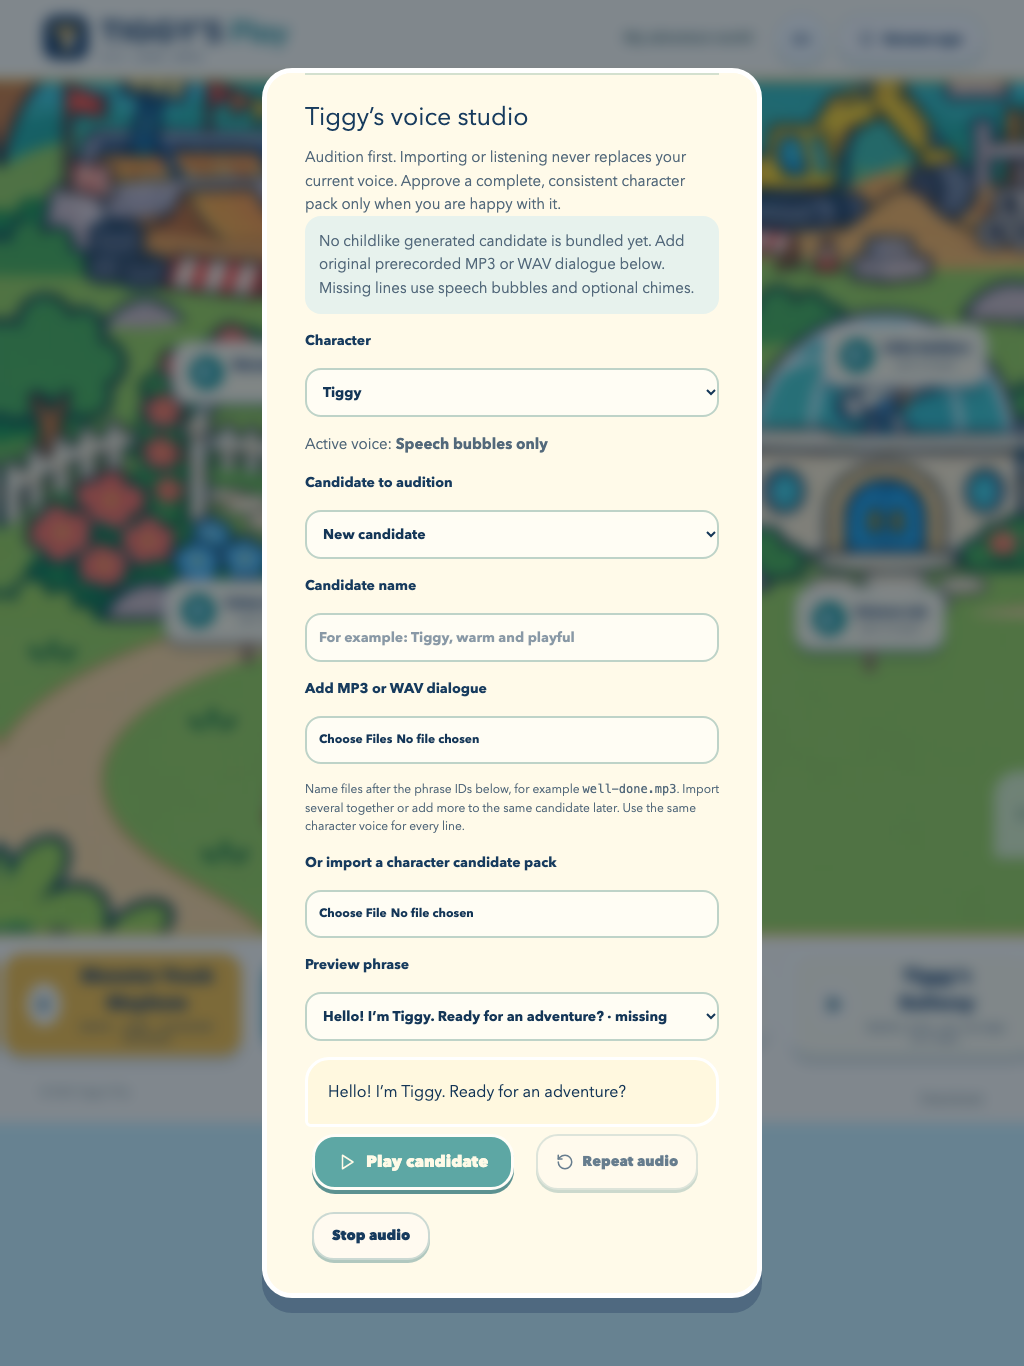 TIGGY'S Play
Tiggy’s voice studio
Audition first. Importing or listening never replaces your
current voice. Approve a complete, consistent character
pack only when you are happy with it.
No childlike generated candidate is bundled yet. Add
original prerecorded MP3 or WAV dialogue below.
Missing lines use speech bubbles and optional chimes.
Character
Tiggy
Active voice: Speech bubbles only
Candidate to audition
New candidate
Candidate name
For example: Tiggy, warm and playful
Add MP3 or WAV dialogue
Choose Files No file chosen
Name files after the phrase IDs below, for example well-done.mp3. Import
several together or add more to the same candidate later. Use the same
character voice for every line.
Or import a character candidate pack
Choose File No file chosen
Preview phrase
Hello! I’m Tiggy. Ready for an adventure? · missing
Hello! I’m Tiggy. Ready for an adventure?
Play candidate
Repeat audio
Stop audio